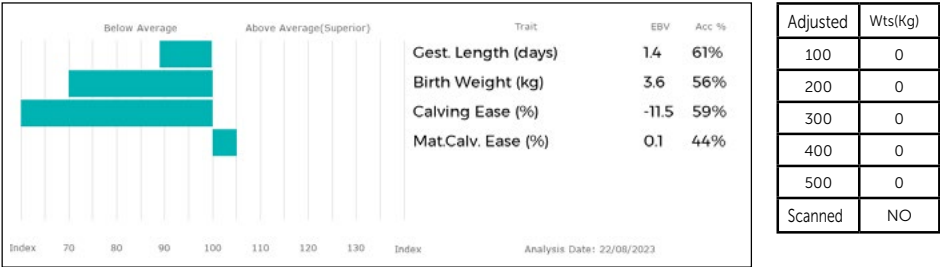 Below Average Above Average(Superior) Trait EBV Acc %
Gest. Length (days) 1.4 61%
Birth Weight (kg) 3.6 56%
Calving Ease (%) -11.5 59%
Mat.Calv. Ease (%) 0.1 44%
Index 70 80 90 100 110 120 130 Index Analysis Date: 22/08/2023
Adjusted Wts(Kg)
100 0
200 0
300 0
400 0
500 0
Scanned NO